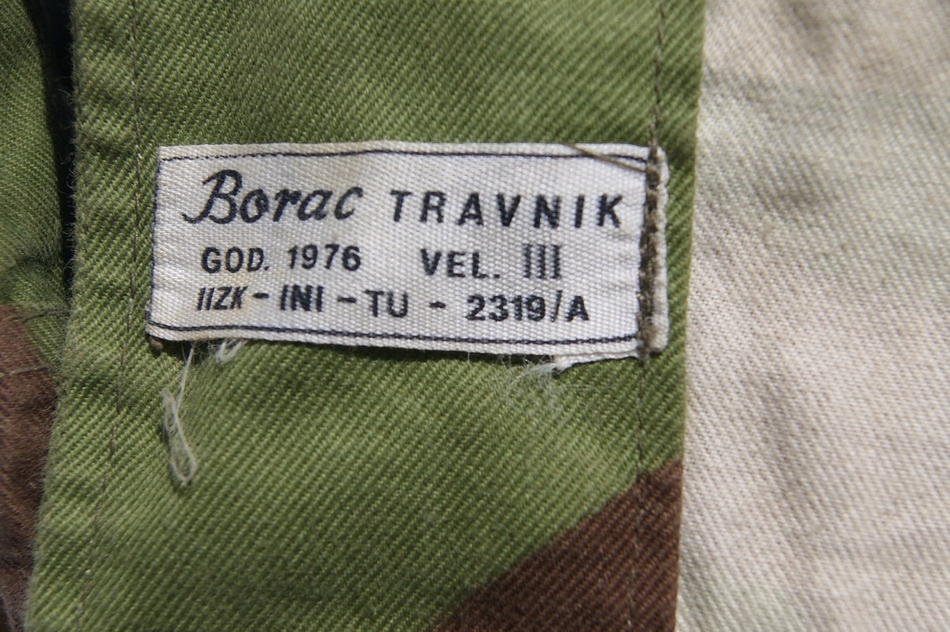 Borac TRAVNIK
GOD. 1976 VEL. III
IIZK - INI - TU - 2319/A